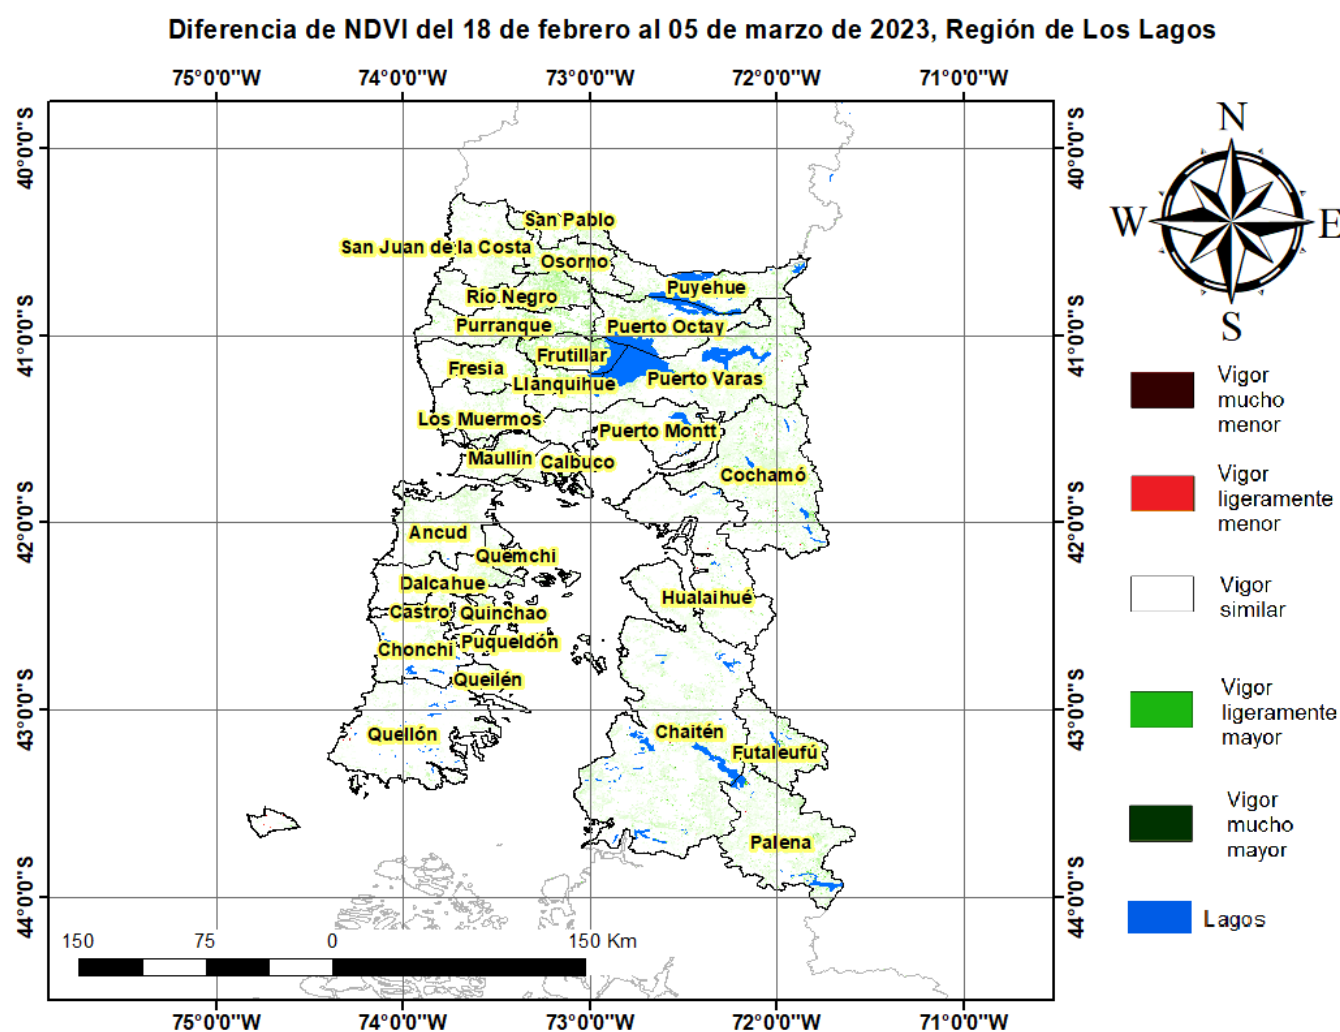 Diferencia de NDVI del 18 de febrero al 05 de marzo de 2023, Región de Los Lagos
75°0'0"W 74°0'0"W 73°0'0"W 72°0'0"W 71°0'0"W
40°0'0"S 40°0'0"S
41°0'0"S 41°0'0"S
42°0'0"S 42°0'0"S
43°0'0"S 43°0'0"S
44°0'0"S 44°0'0"S
San Pablo
San Juan de la Costa
Osorno
Puyehue
Río Negro
Purranque
Puerto Octay
Frutillar
Fresia
Llanquihue
Puerto Varas
Los Muermos
Puerto Montt
Maullín
Calbuco
Cochamó
Ancud
Quemchi
Dalcahue
Hualaihué
Castro
Quinchao
Chonchi
Puqueldón
Queilén
Quellón
Chaitén
Futaleufú
Palena
150 75 0 150 Km
75°0'0"W 74°0'0"W 73°0'0"W 72°0'0"W 71°0'0"W
N
W E
S
Vigor
mucho
menor
Vigor
ligeramente
menor
Vigor
similar
Vigor
ligeramente
mayor
Vigor
mucho
mayor
Lagos